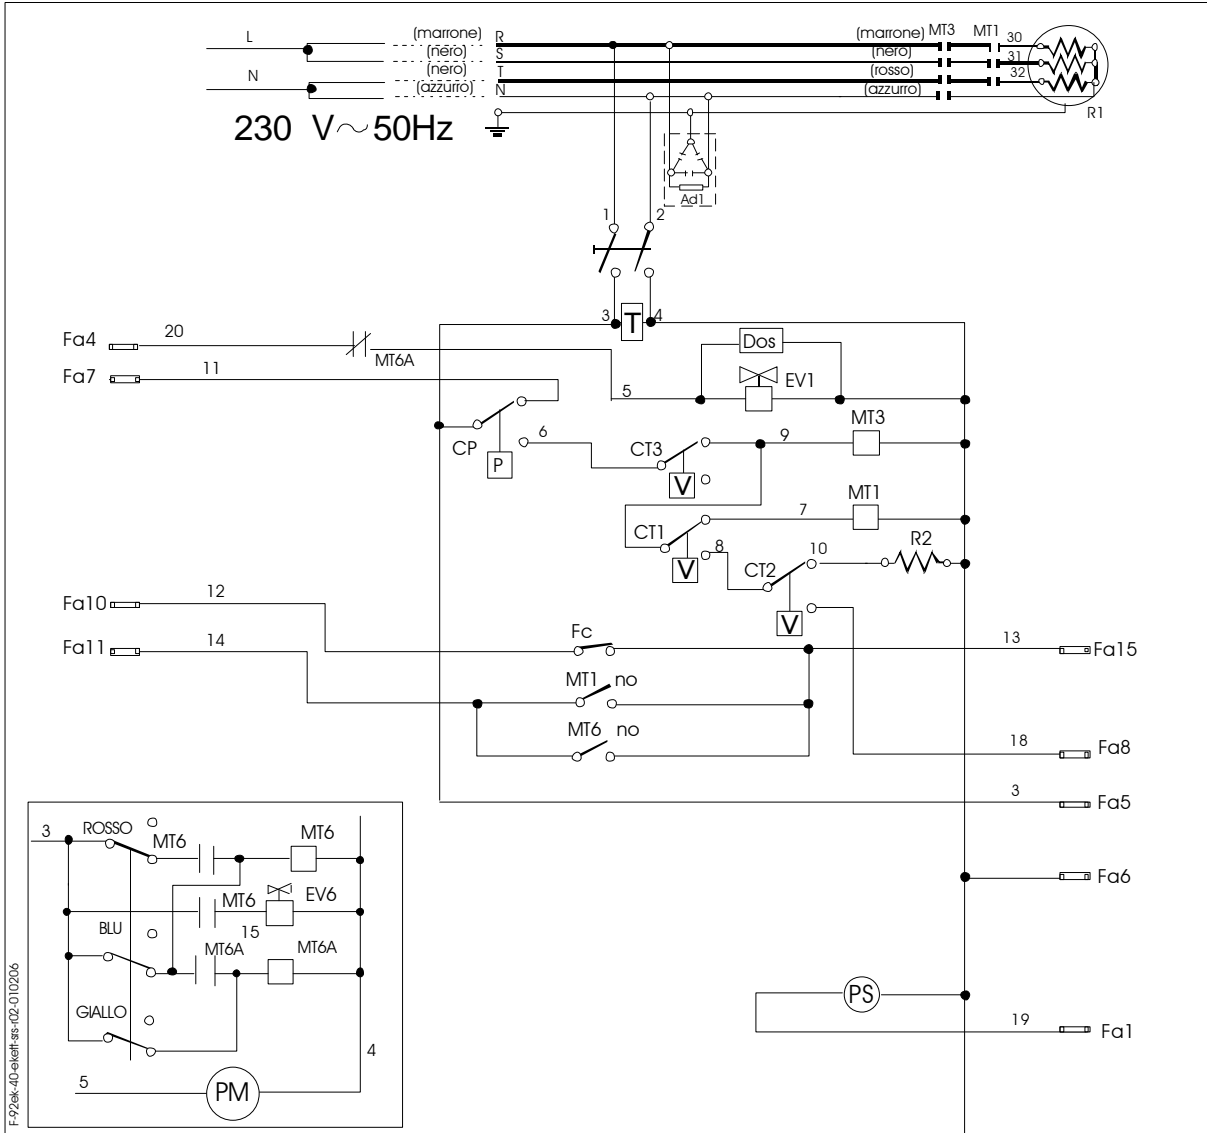 L (marrone) R (marrone) MT3 MT1 30
(nero) S (nero) 31
N (nero) T (rosso) 32
(azzurro) N (azzurro)
R1
230 V ~ 50Hz
Ad1
1 2
3 T 4
Fa4 20
MT6A
Dos
Fa7 11
5 EV1
CP 6 P
CT3 V 9 MT3
CT1 V 7 MT1
8 CT2 V 10 R2
Fa10 12
Fc
Fa11 14
13 Fa15
MT1 no
MT6 no
18 Fa8
3 Fa5
Fa6
PS
19 Fa1
3 ROSSO MT6 MT6
MT6 EV6
BLU 15
MT6A MT6A
GIALLO
4
5 PM
F-92ek-40-ekett-srs-r02-010206